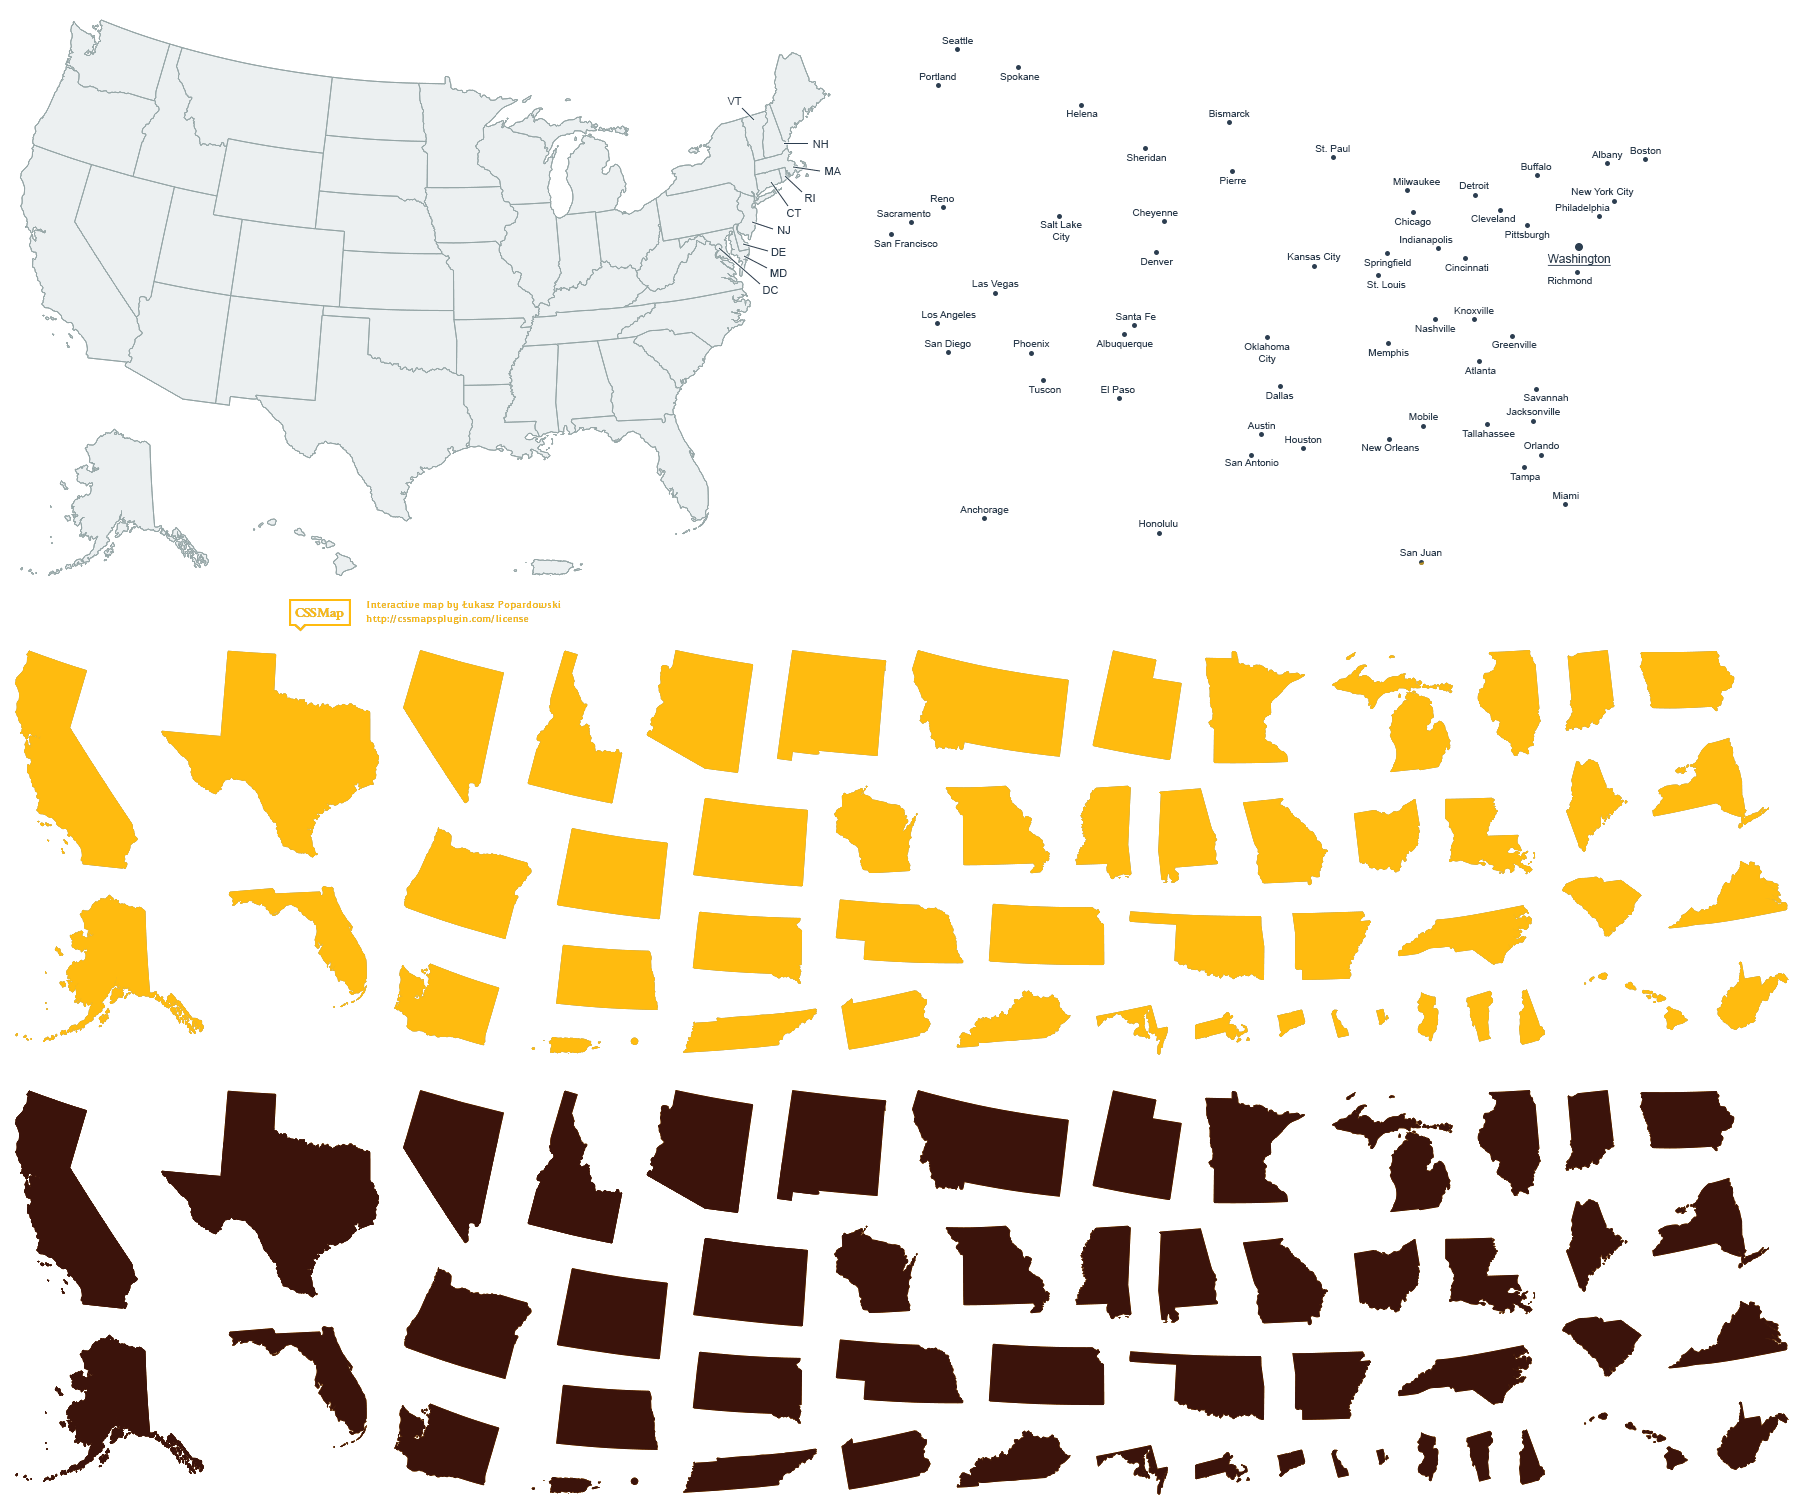 VT
NH
MA
RI
CT
NJ
DE
MD
DC
Seattle
Portland
Spokane
Helena
Bismarck
Sheridan
St. Paul
Pierre
Buffalo
Albany
Boston
Milwaukee
Detroit
New York City
Reno
Sacramento
San Francisco
Salt Lake
City
Cheyenne
Chicago
Cleveland
Philadelphia
Pittsburgh
Indianapolis
Denver
Kansas City
Springfield
Cincinnati
Washington
St. Louis
Richmond
Las Vegas
Los Angeles
Santa Fe
Knoxville
Nashville
San Diego
Phoenix
Albuquerque
Oklahoma
City
Memphis
Greenville
Atlanta
Tuscon
El Paso
Dallas
Savannah
Jacksonville
Mobile
Austin
Houston
Tallahassee
New Orleans
Orlando
San Antonio
Tampa
Miami
Anchorage
Honolulu
San Juan
CSSMap
Interactive map by Łukasz Popardowski
http://cssmapsplugin.com/license